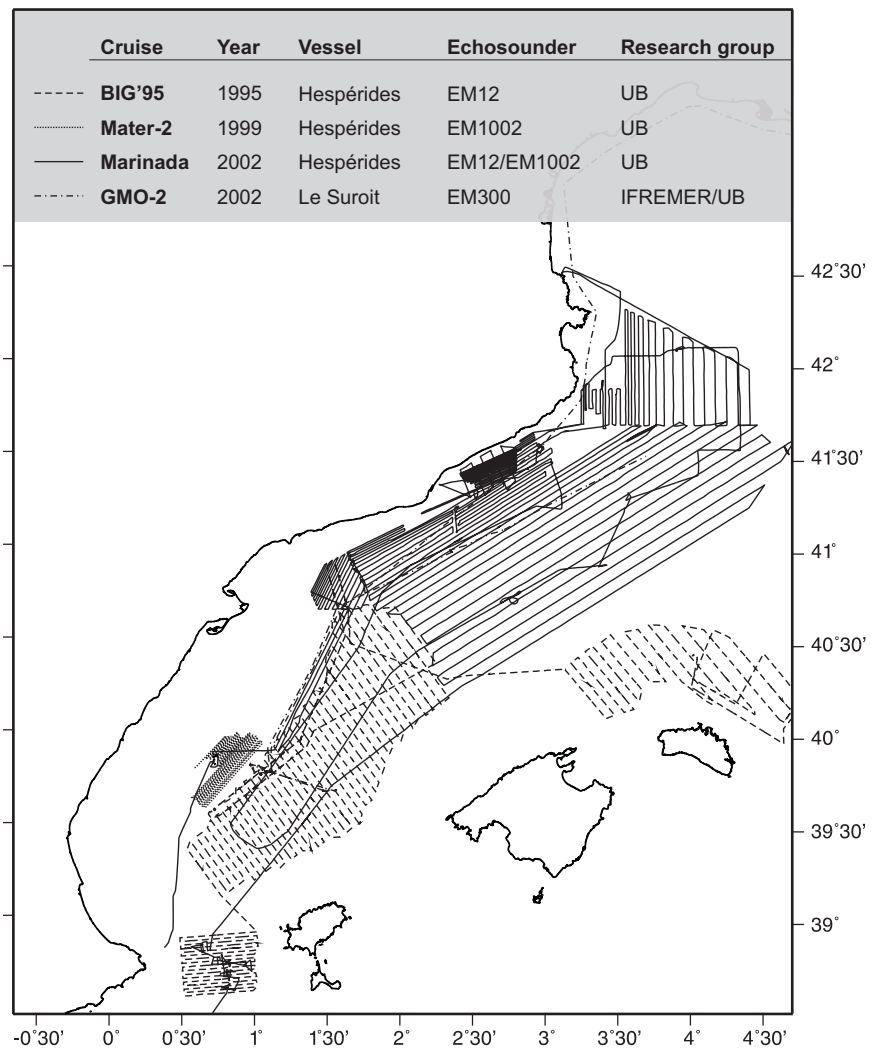 Cruise Year Vessel Echosounder Research group
BIG'95 1995 Hespérides EM12 UB
Mater-2 1999 Hespérides EM1002 UB
Marinada 2002 Hespérides EM12/EM1002 UB
GMO-2 2002 Le Suroit EM300 IFREMER/UB
42˚30'
42˚
41˚30'
41˚
40˚30'
40˚
39˚30'
39˚
-0˚30' 0˚ 0˚30' 1˚ 1˚30' 2˚ 2˚30' 3˚ 3˚30' 4˚ 4˚30'